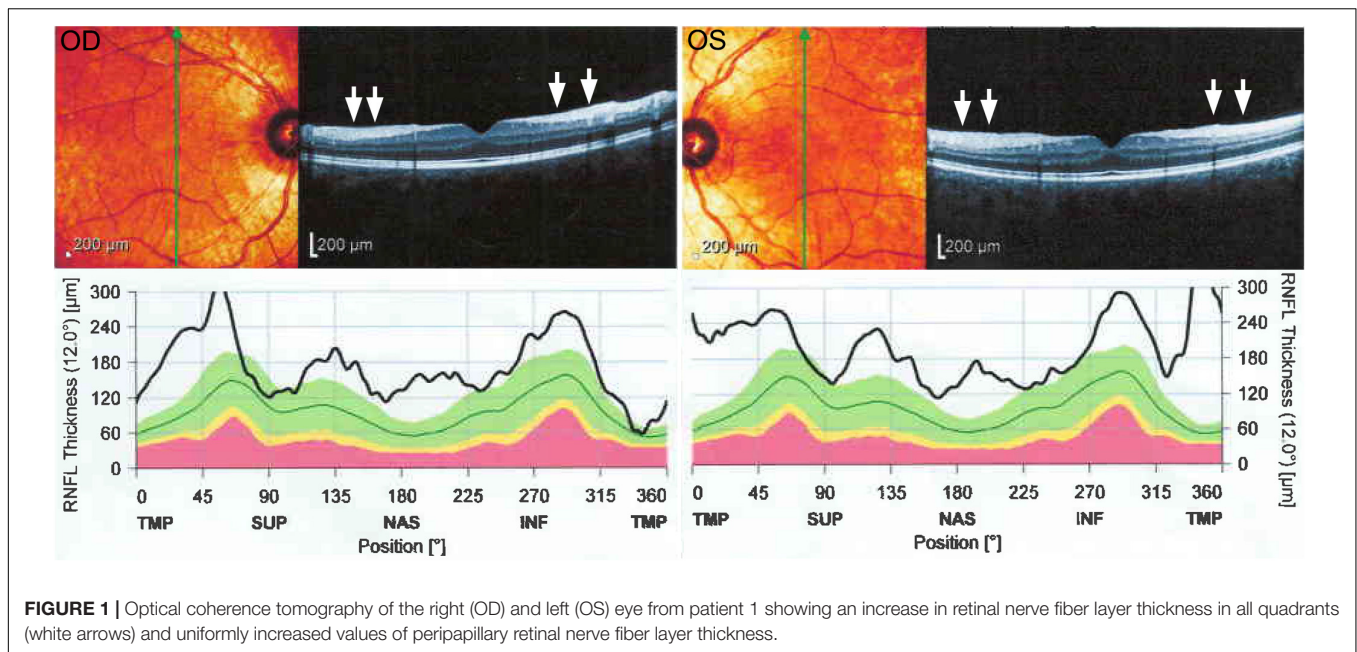 OD
OS
200 µm
200 µm
200 µm
200 µm
RNFL Thickness (12.0°) [µm]
300
240
180
120
60
0
0 45 90 135 180 225 270 315 360
TMP SUP NAS INF TMP
Position [°]
0 45 90 135 180 225 270 315 360
TMP SUP NAS INF TMP
Position [°]
300
240
180
120
60
0
RNFL Thickness (12.0°) [µm]
FIGURE 1 | Optical coherence tomography of the right (OD) and left (OS) eye from patient 1 showing an increase in retinal nerve fiber layer thickness in all quadrants
(white arrows) and uniformly increased values of peripapillary retinal nerve fiber layer thickness.